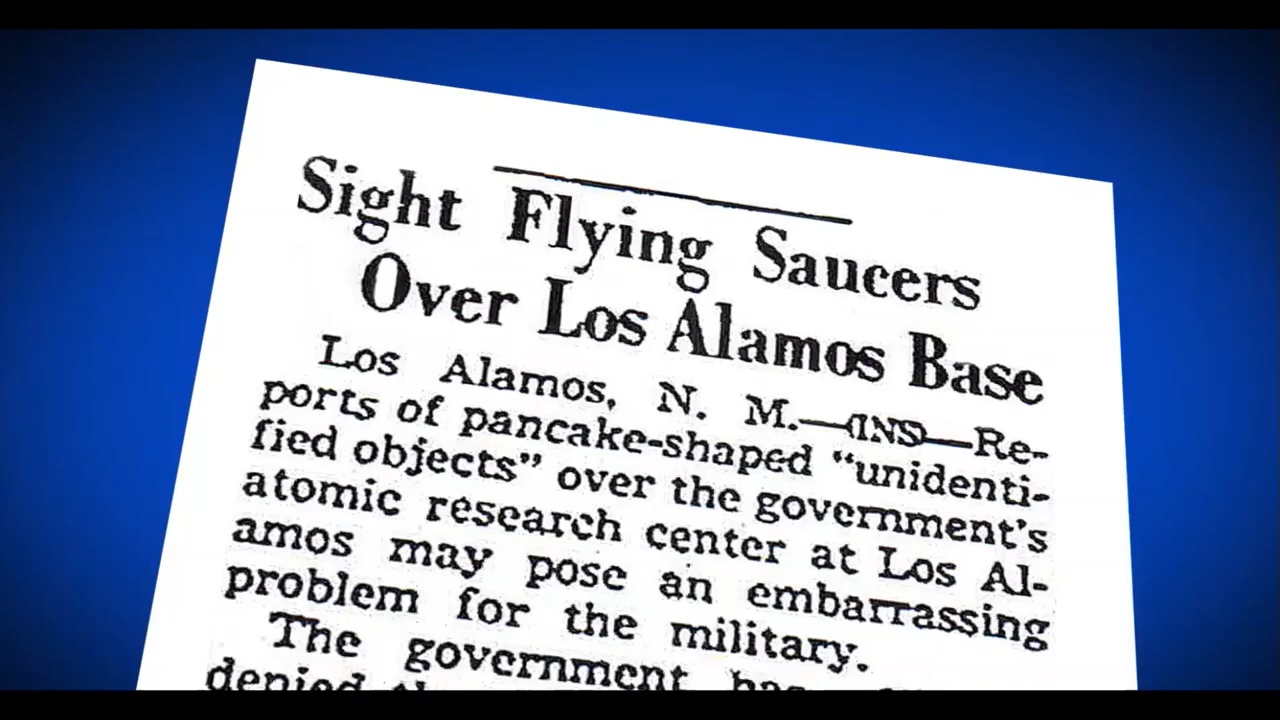 Sight Flying Saucers
Over Los Alamos Base
Los Alamos, N. M.—(INS)—Re-
ports of pancake-shaped "unidenti-
fied objects" over the government's
atomic research center at Los Al-
amos may pose an embarrassing
problem for the military.
The government
denied